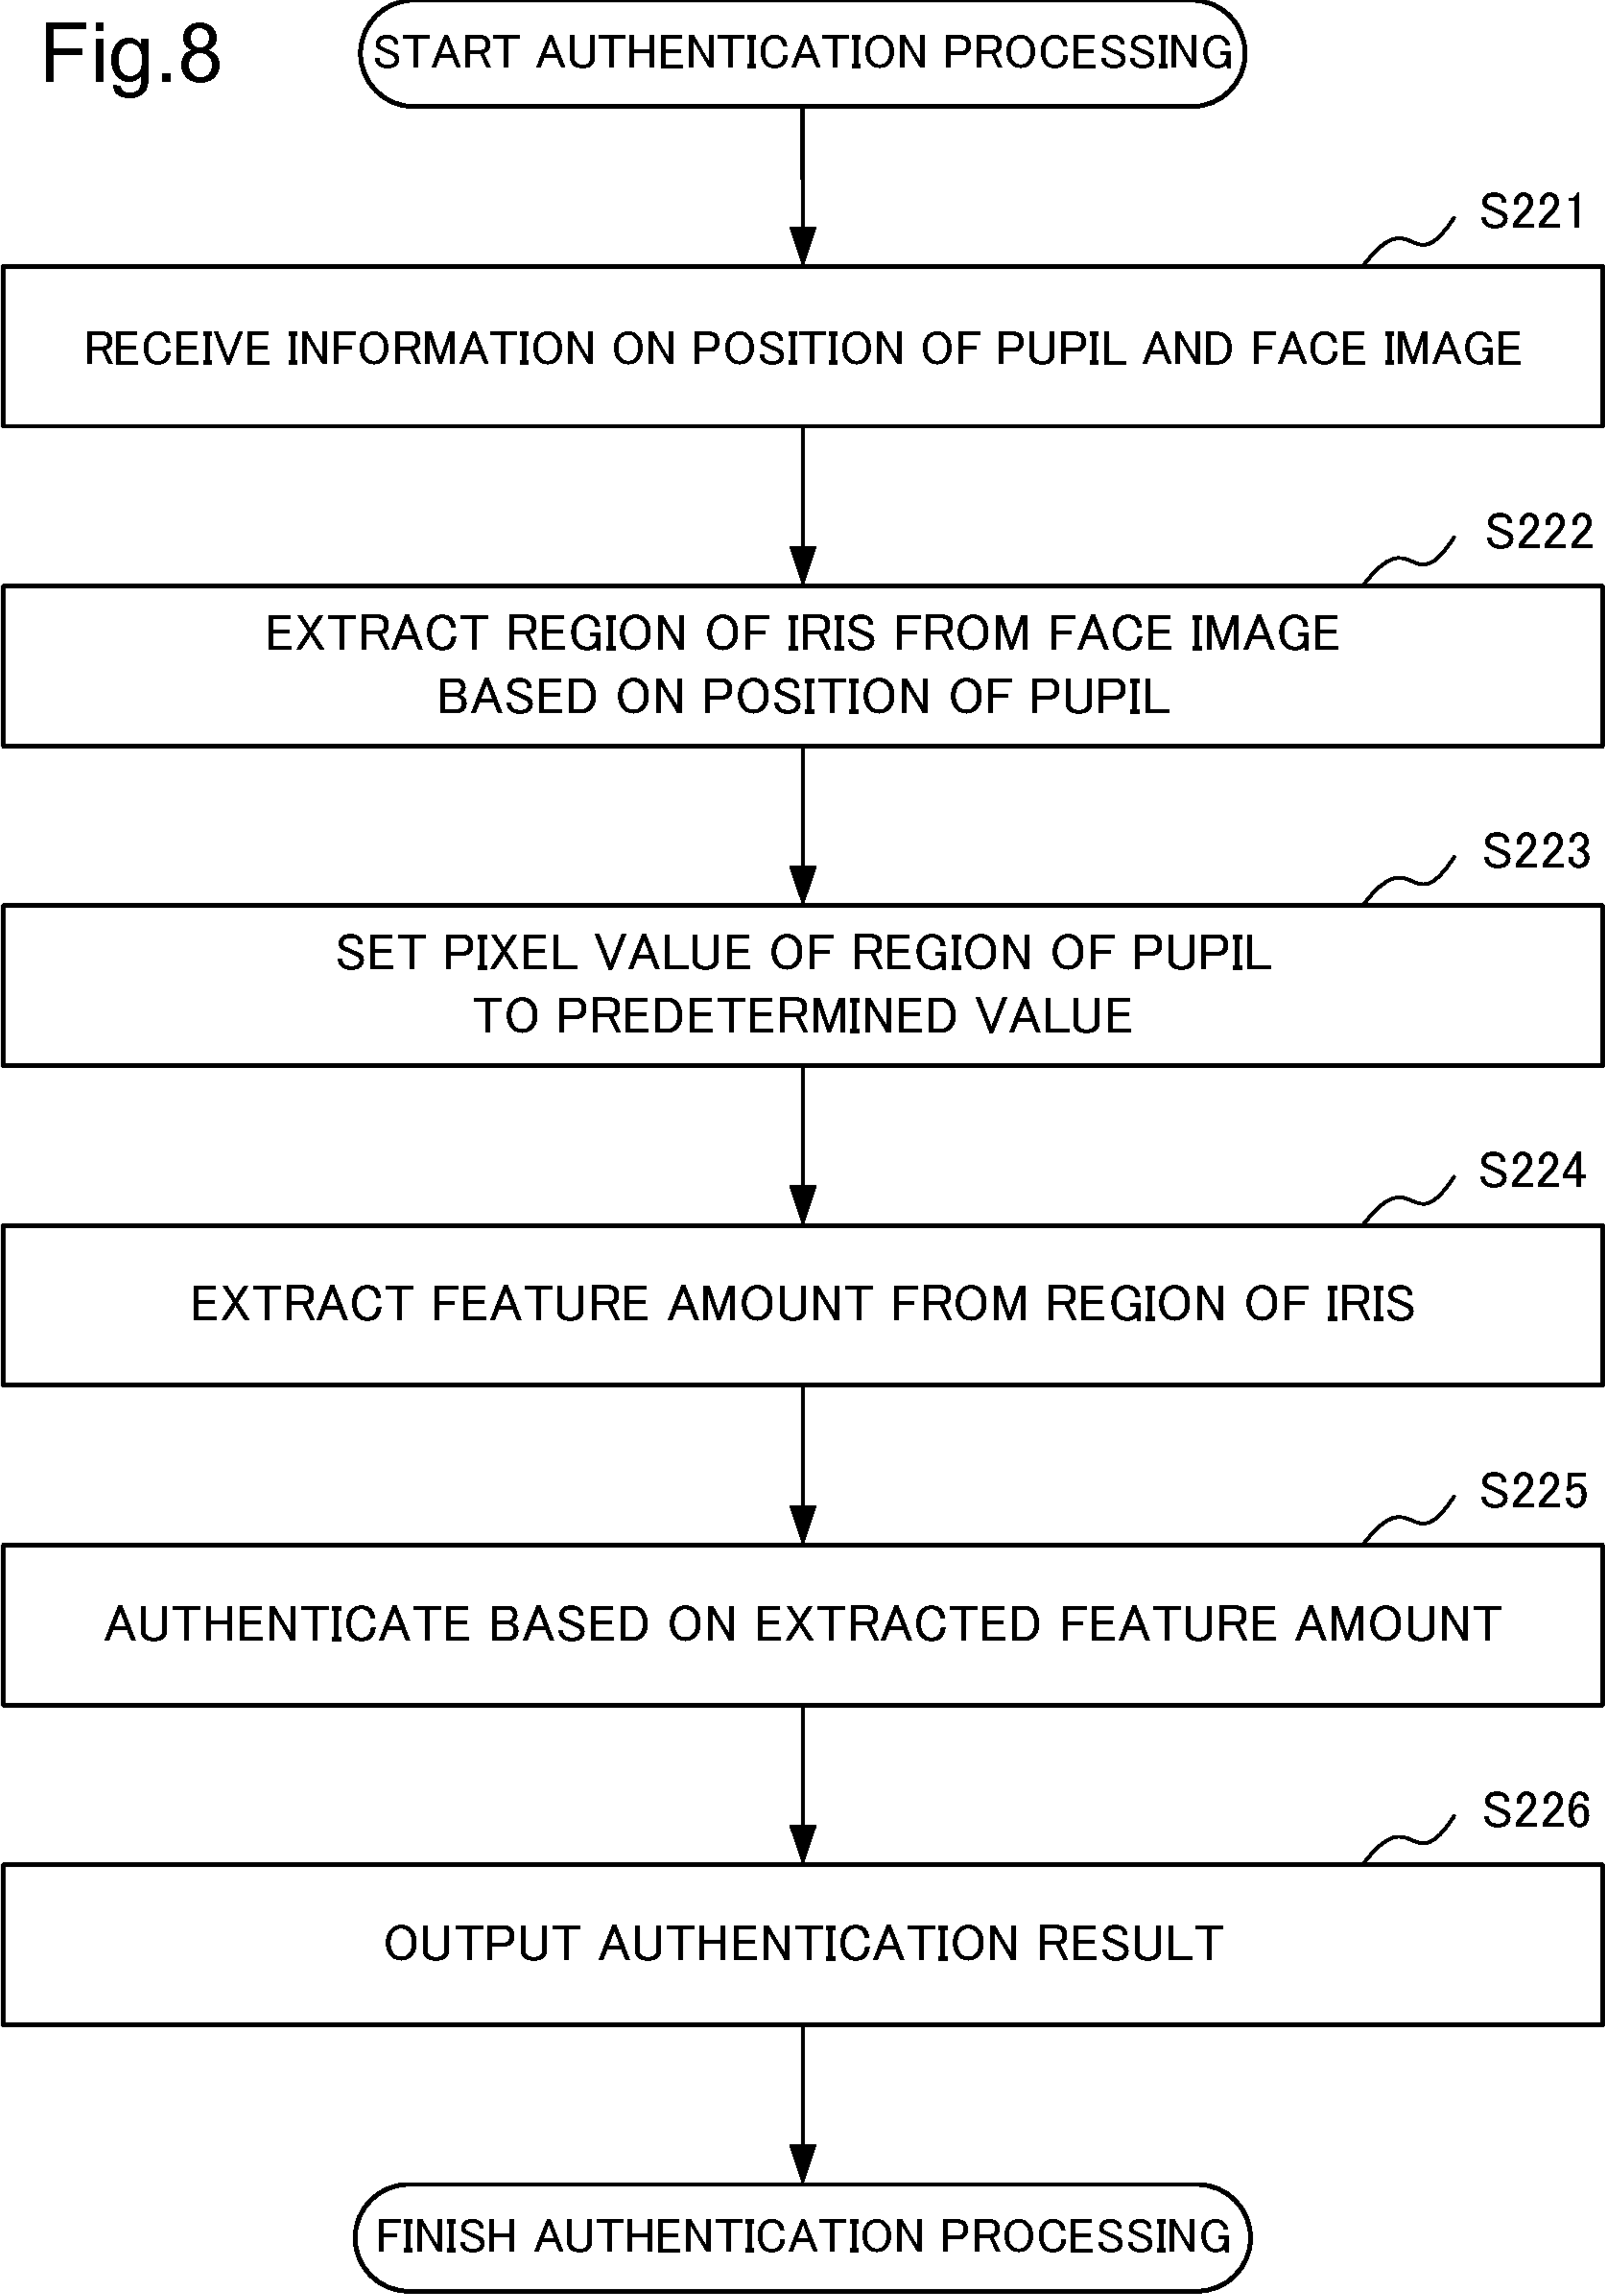 Fig.8
START AUTHENTICATION PROCESSING
S221
RECEIVE INFORMATION ON POSITION OF PUPIL AND FACE IMAGE
S222
EXTRACT REGION OF IRIS FROM FACE IMAGE
BASED ON POSITION OF PUPIL
S223
SET PIXEL VALUE OF REGION OF PUPIL
TO PREDETERMINED VALUE
S224
EXTRACT FEATURE AMOUNT FROM REGION OF IRIS
S225
AUTHENTICATE BASED ON EXTRACTED FEATURE AMOUNT
S226
OUTPUT AUTHENTICATION RESULT
FINISH AUTHENTICATION PROCESSING